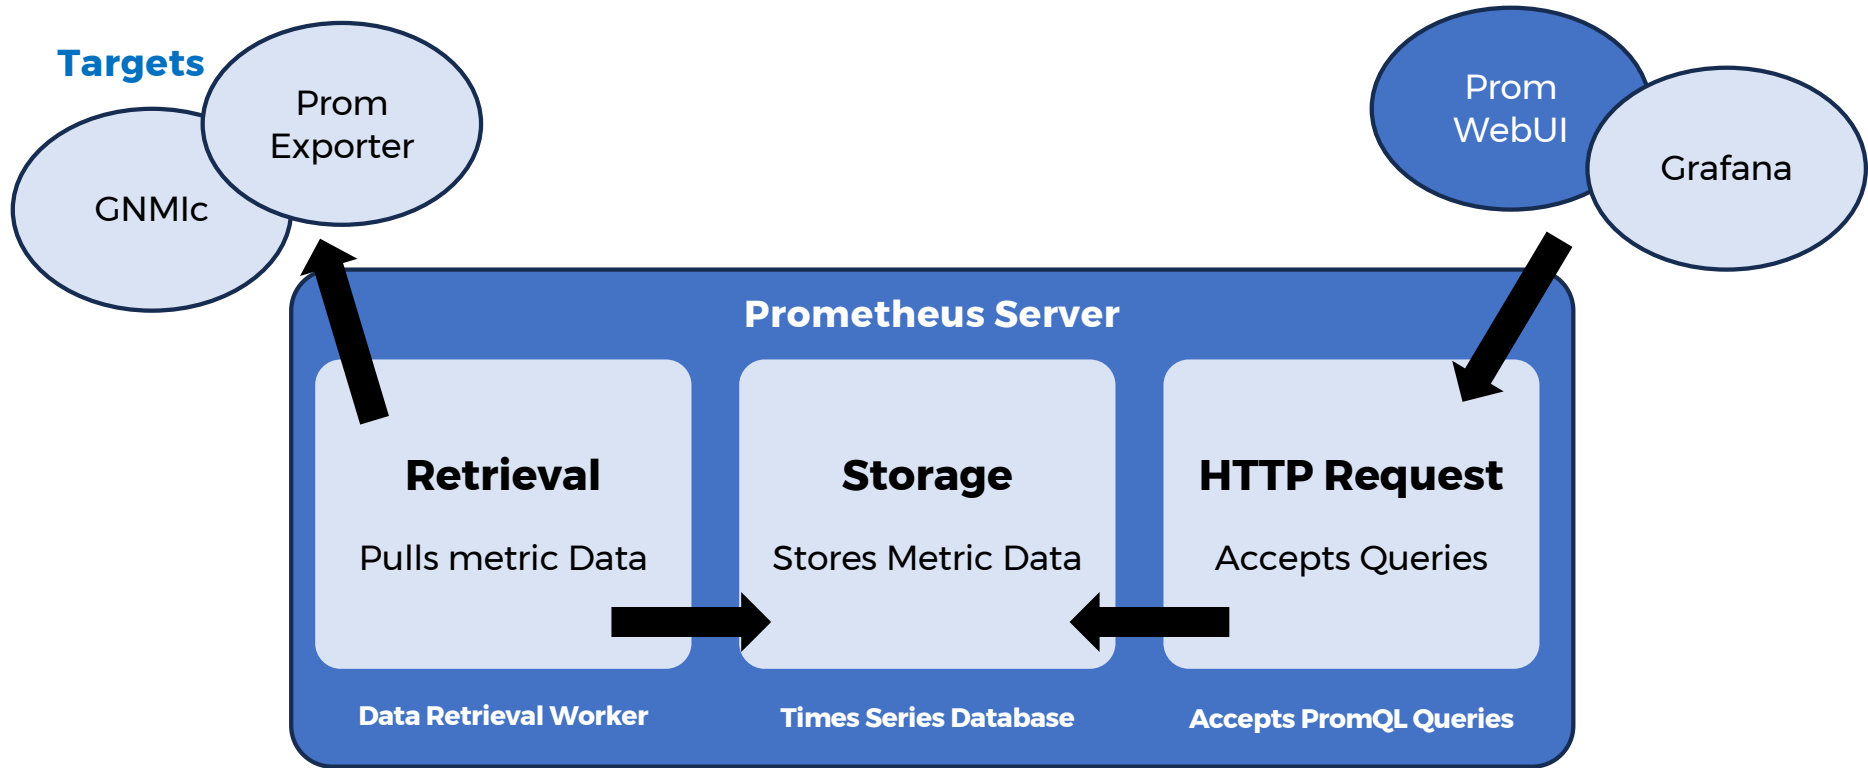 Targets
Prom
Exporter
GNMIc
Prom
WebUI
Grafana
Prometheus Server
Retrieval
Pulls metric Data
Data Retrieval Worker
Storage
Stores Metric Data
Times Series Database
HTTP Request
Accepts Queries
Accepts PromQL Queries